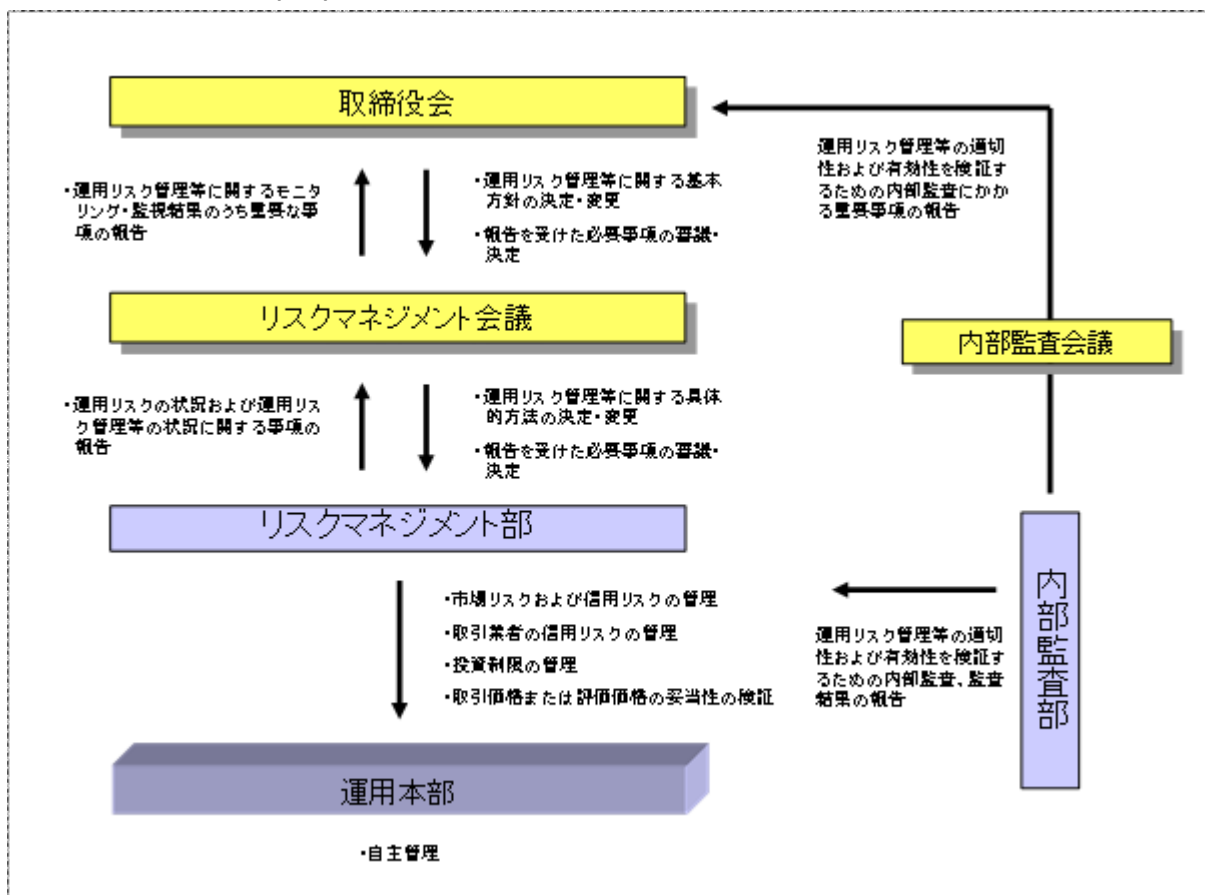 取締役会
・運用リスク管理等に関するモニ
タリング・監視結果のうち重要な事
項の報告
・運用リスク管理等に関する基本
方針の決定・変更
・報告を受けた必要事項の審議・
決定
運用リスク管理等の適切
性および有効性を検証す
るための内部監査にかか
る重要事項の報告
リスクマネジメント会議
内部監査会議
・運用リスクの状況および運用リス
ク管理等の状況に関する事項の
報告
・運用リスク管理等に関する具体
的方法の決定・変更
・報告を受けた必要事項の審議・
決定
リスクマネジメント部
内部監査部
・市場リスクおよび信用リスクの管理
・取引業者の信用リスクの管理
・投資制限の管理
・取引価格または評価価格の妥当性の検証
運用リスク管理等の適切
性および有効性を検証す
るための内部監査、監査
結果の報告
運用本部
・自主管理